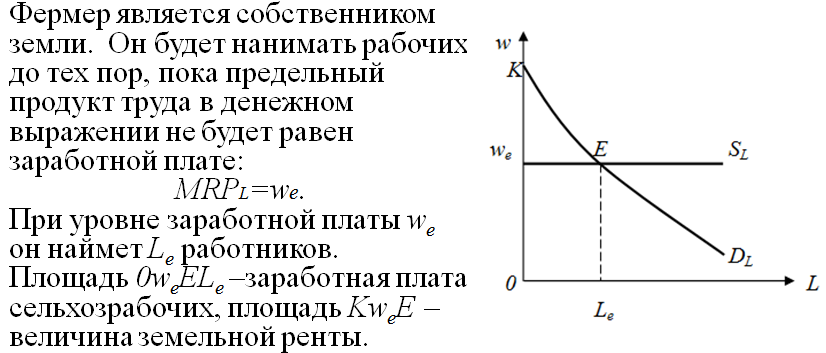 Фермер является собственником
земли. Он будет нанимать рабочих
до тех пор, пока предельный
продукт труда в денежном
выражении не будет равен
заработной плате:
MRPL=we.
При уровне заработной платы we
он наймет Le работников.
Площадь 0weELe –заработная плата
сельхозрабочих, площадь KweE –
величина земельной ренты.
w
K
we
E
SL
DL
0
Le
L